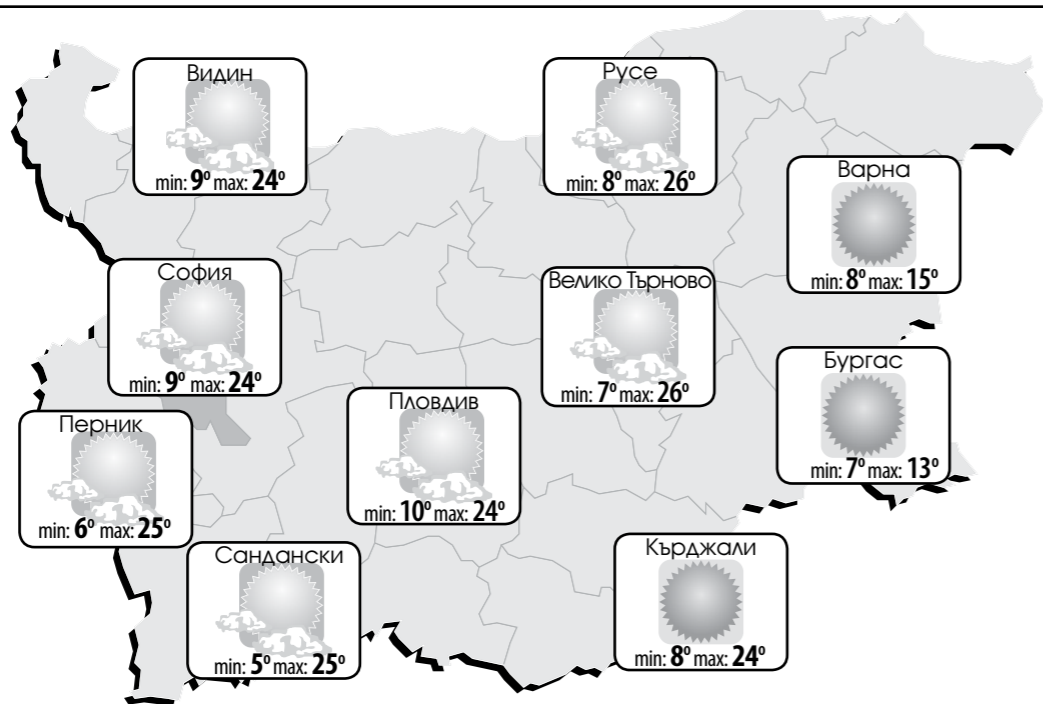 Видин
min: 9° max: 24°
Русе
min: 8° max: 26°
Варна
min: 8° max: 15°
София
min: 9° max: 24°
Велико Търново
min: 7° max: 26°
Бургас
min: 7° max: 13°
Пловдив
min: 10° max: 24°
Перник
min: 6° max: 25°
Сандански
min: 5° max: 25°
Кърджали
min: 8° max: 24°